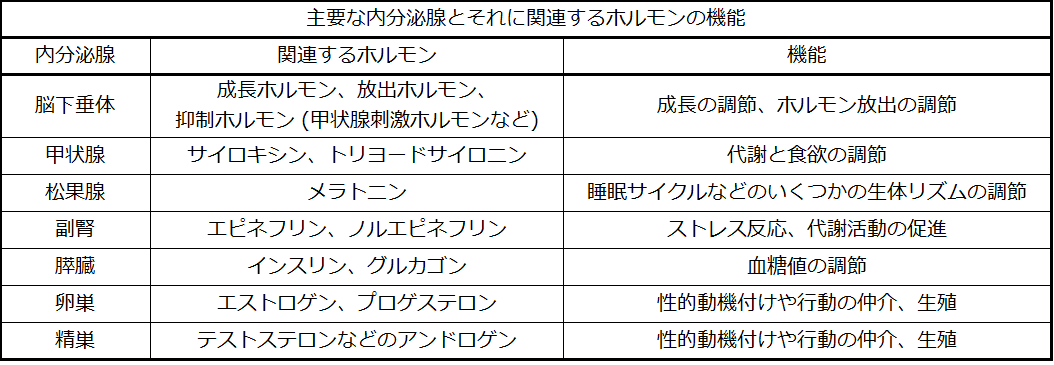 主要な内分泌腺とそれに関連するホルモンの機能
内分泌腺 関連するホルモン 機能
脳下垂体 成長ホルモン、放出ホルモン、
抑制ホルモン (甲状腺刺激ホルモンなど) 成長の調節、ホルモン放出の調節
甲状腺 サイロキシン、トリヨードサイロニン 代謝と食欲の調節
松果腺 メラトニン 睡眠サイクルなどのいくつかの生体リズムの調節
副腎 エピネフリン、ノルエピネフリン ストレス反応、代謝活動の促進
膵臓 インスリン、グルカゴン 血糖値の調節
卵巣 エストロゲン、プロゲステロン 性的動機付けや行動の仲介、生殖
精巣 テストステロンなどのアンドロゲン 性的動機付けや行動の仲介、生殖